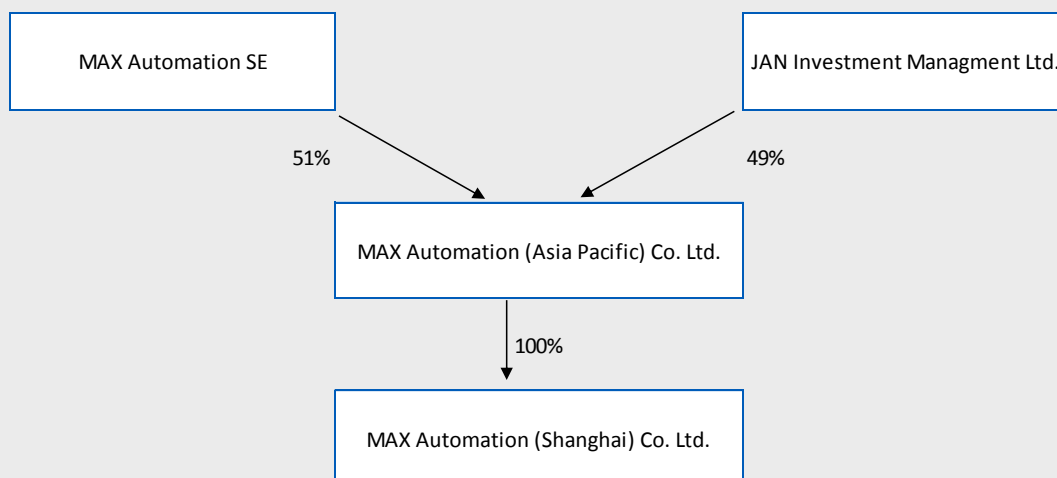 MAX Automation SE
JAN Investment Managment Ltd.
51%
49%
MAX Automation (Asia Pacific) Co. Ltd.
100%
MAX Automation (Shanghai) Co. Ltd.